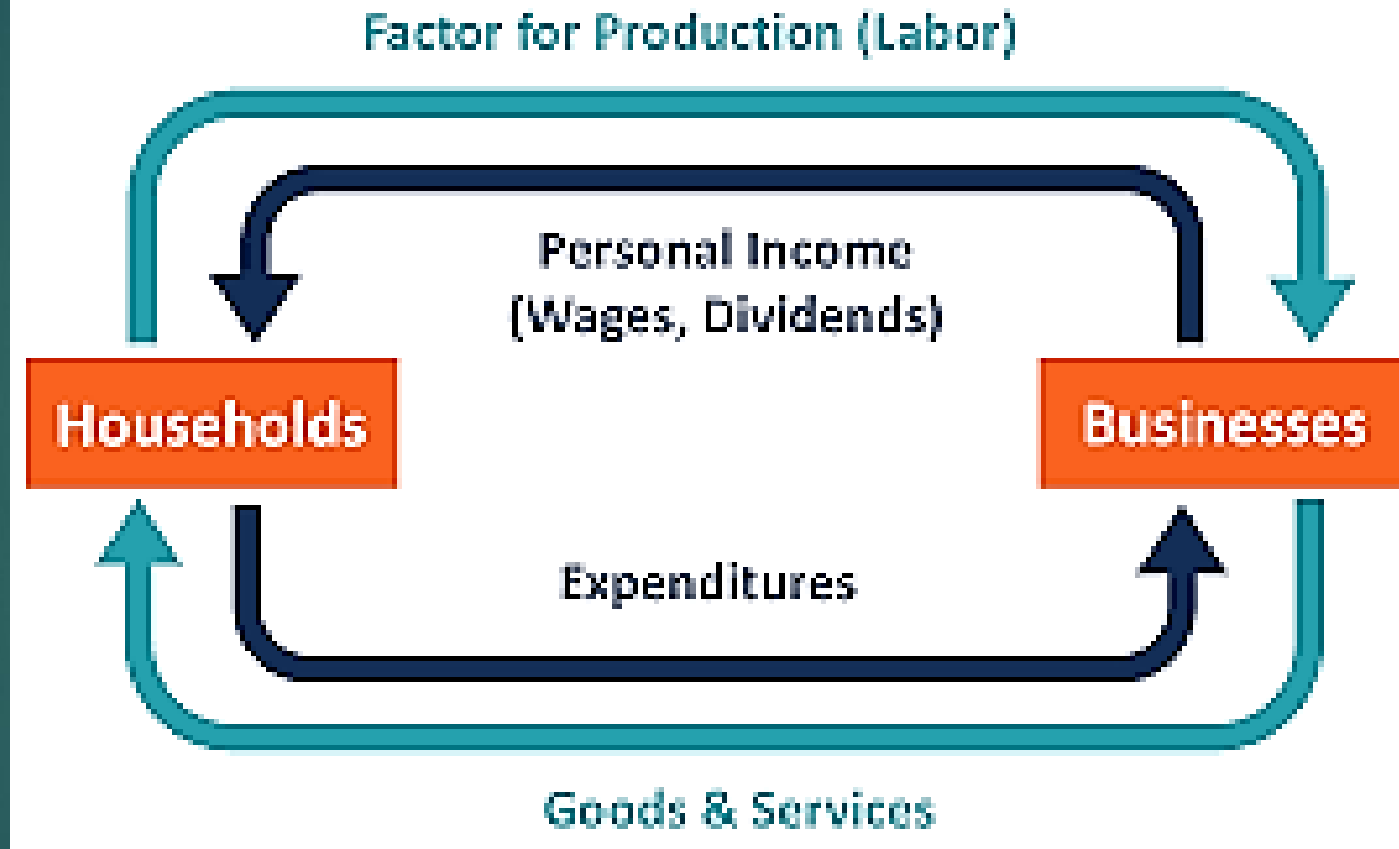 Factor for Production (Labor)
Personal Income
(Wages, Dividends)
Households
Businesses
Expenditures
Goods & Services